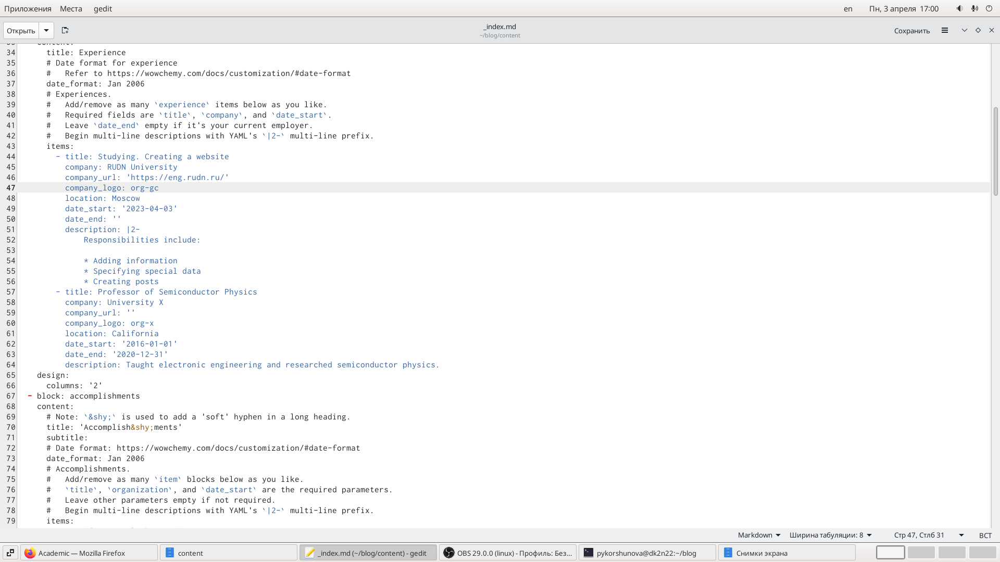 Приложения Места gedit en Пн, 3 апреля 17:00
Открыть _index.md Сохранить
~/blog/content
34 title: Experience
35 # Date format for experience
36 #   Refer to https://wowchemy.com/docs/customization/#date-format
37 date_format: Jan 2006
38 # Experiences.
39 #   Add/remove as many `experience` items below as you like.
40 #   Required fields are `title`, `company`, and `date_start`.
41 #   Leave `date_end` empty if it's your current employer.
42 #   Begin multi-line descriptions with YAML's `|2-` multi-line prefix.
43 items:
44 - title: Studying. Creating a website
45 company: RUDN University
46 company_url: 'https://eng.rudn.ru/'
47 company_logo: org-gc
48 location: Moscow
49 date_start: '2023-04-03'
50 date_end: ''
51 description: |2-
52 Responsibilities include:
53
54 * Adding information
55 * Specifying special data
56 * Creating posts
57 - title: Professor of Semiconductor Physics
58 company: University X
59 company_url: ''
60 company_logo: org-x
61 location: California
62 date_start: '2016-01-01'
63 date_end: '2020-12-31'
64 description: Taught electronic engineering and researched semiconductor physics.
65 design:
66 columns: '2'
67 - block: accomplishments
68 content:
69 # Note: `&shy;` is used to add a 'soft' hyphen in a long heading.
70 title: 'Accomplish&shy;ments'
71 subtitle:
72 # Date format: https://wowchemy.com/docs/customization/#date-format
73 date_format: Jan 2006
74 # Accomplishments.
75 #   Add/remove as many `item` blocks below as you like.
76 #   `title`, `organization`, and `date_start` are the required parameters.
77 #   Leave other parameters empty if not required.
78 #   Begin multi-line descriptions with YAML's `|2-` multi-line prefix.
79 items:
Markdown Ширина табуляции: 8 Стр 47, Стлб 31 ВСТ
Academic — Mozilla Firefox content _index.md (~/blog/content) - gedit OBS 29.0.0 (linux) - Профиль: Без... pykorshunova@dk2n22:~/blog Снимки экрана